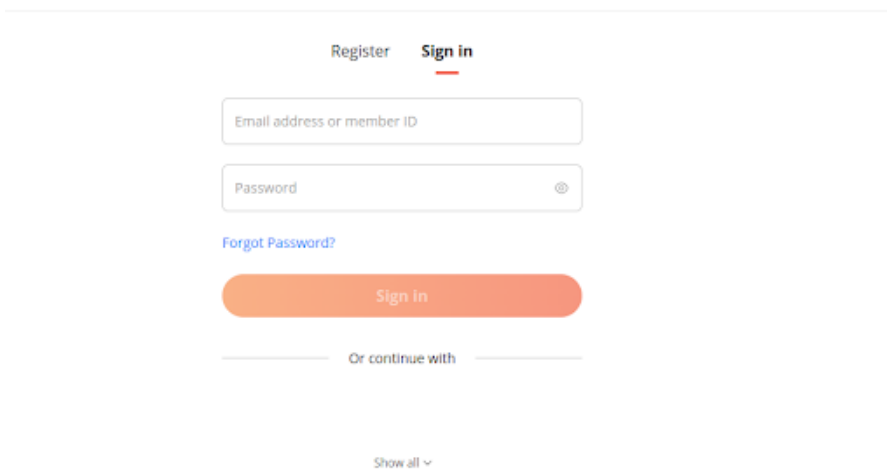 Register Sign in
Email address or member ID
Password
Forgot Password?
Sign in
Or continue with
Show all